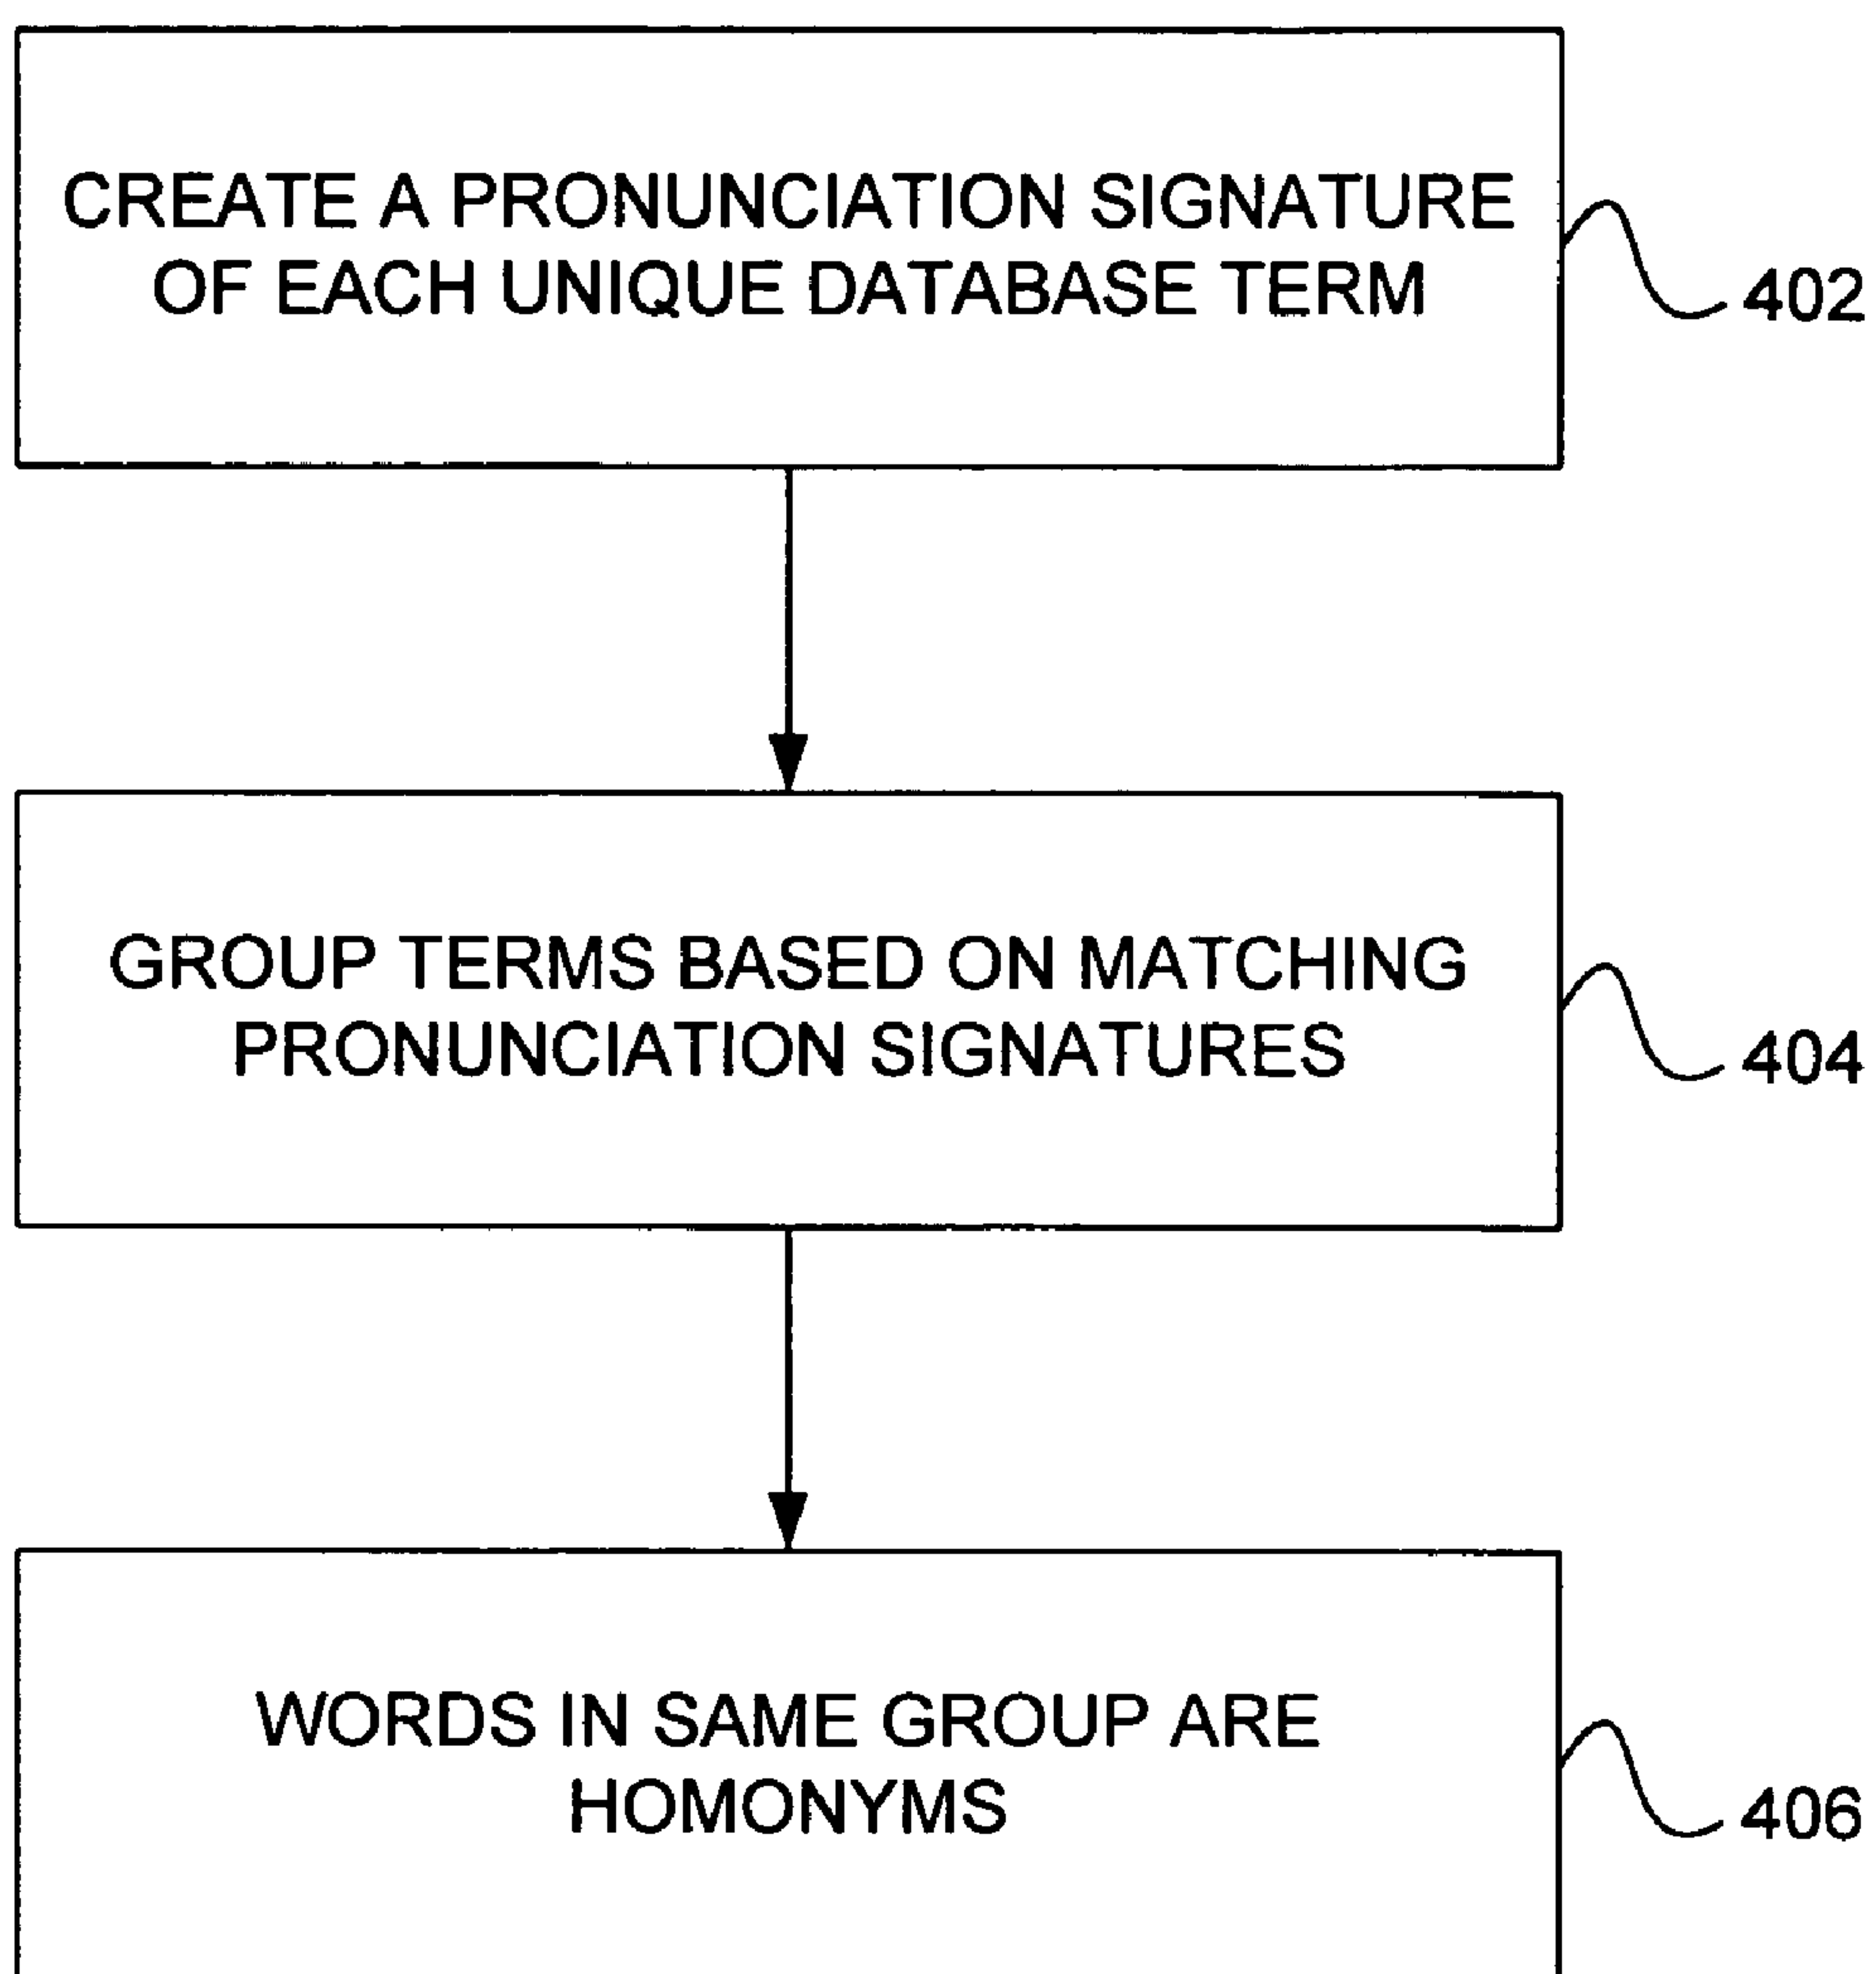 CREATE A PRONUNCIATION SIGNATURE
OF EACH UNIQUE DATABASE TERM
402
GROUP TERMS BASED ON MATCHING
PRONUNCIATION SIGNATURES
404
WORDS IN SAME GROUP ARE
HOMONYMS
406